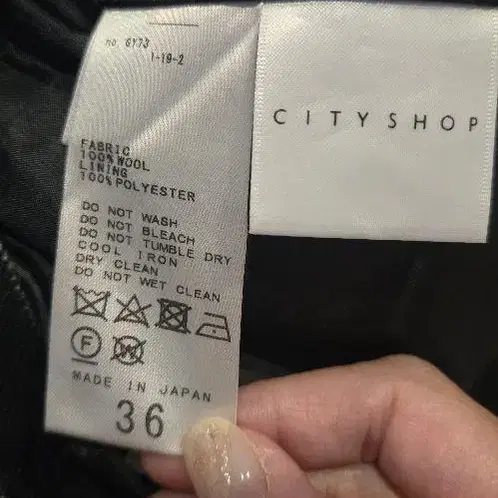 no. GY73
1-19-2
CITYSHOP
FABRIC
100% WOOL
LINING
100% POLYESTER
DO NOT WASH
DO NOT BLEACH
DO NOT TUMBLE DRY
COOL IRON
DRY CLEAN
DO NOT WET CLEAN
F
W
MADE IN JAPAN
36